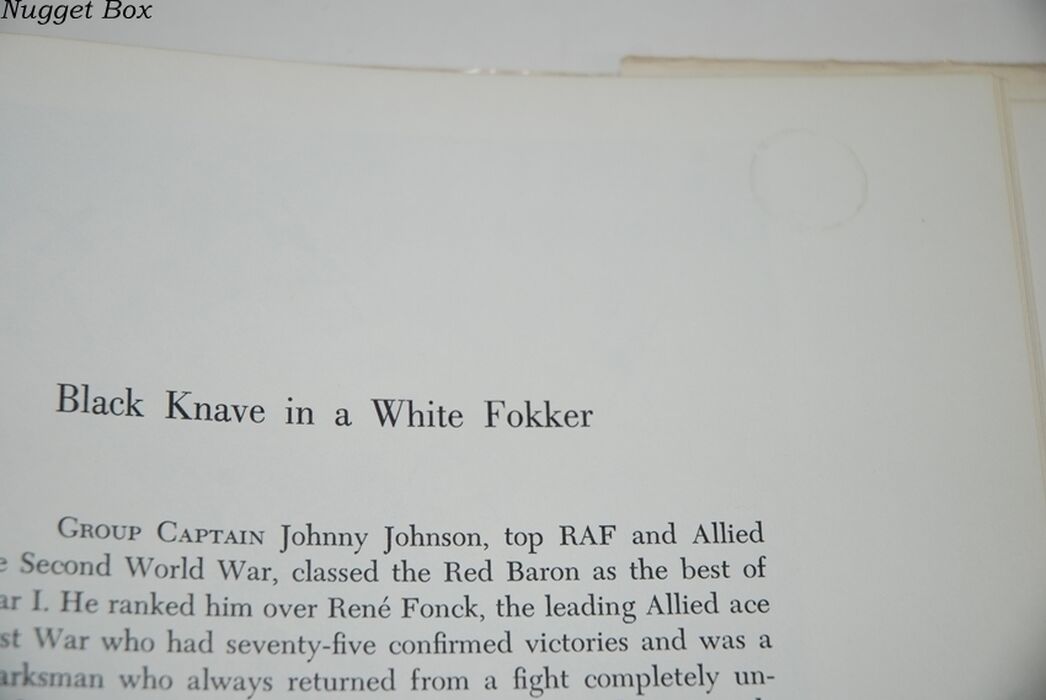 Nugget Box
Black Knave in a White Fokker
GROUP CAPTAIN Johnny Johnson, top RAF and Allied
e Second World War, classed the Red Baron as the best of
ar I. He ranked him over René Fonck, the leading Allied ace
st War who had seventy-five confirmed victories and was a
arksman who always returned from a fight completely un-